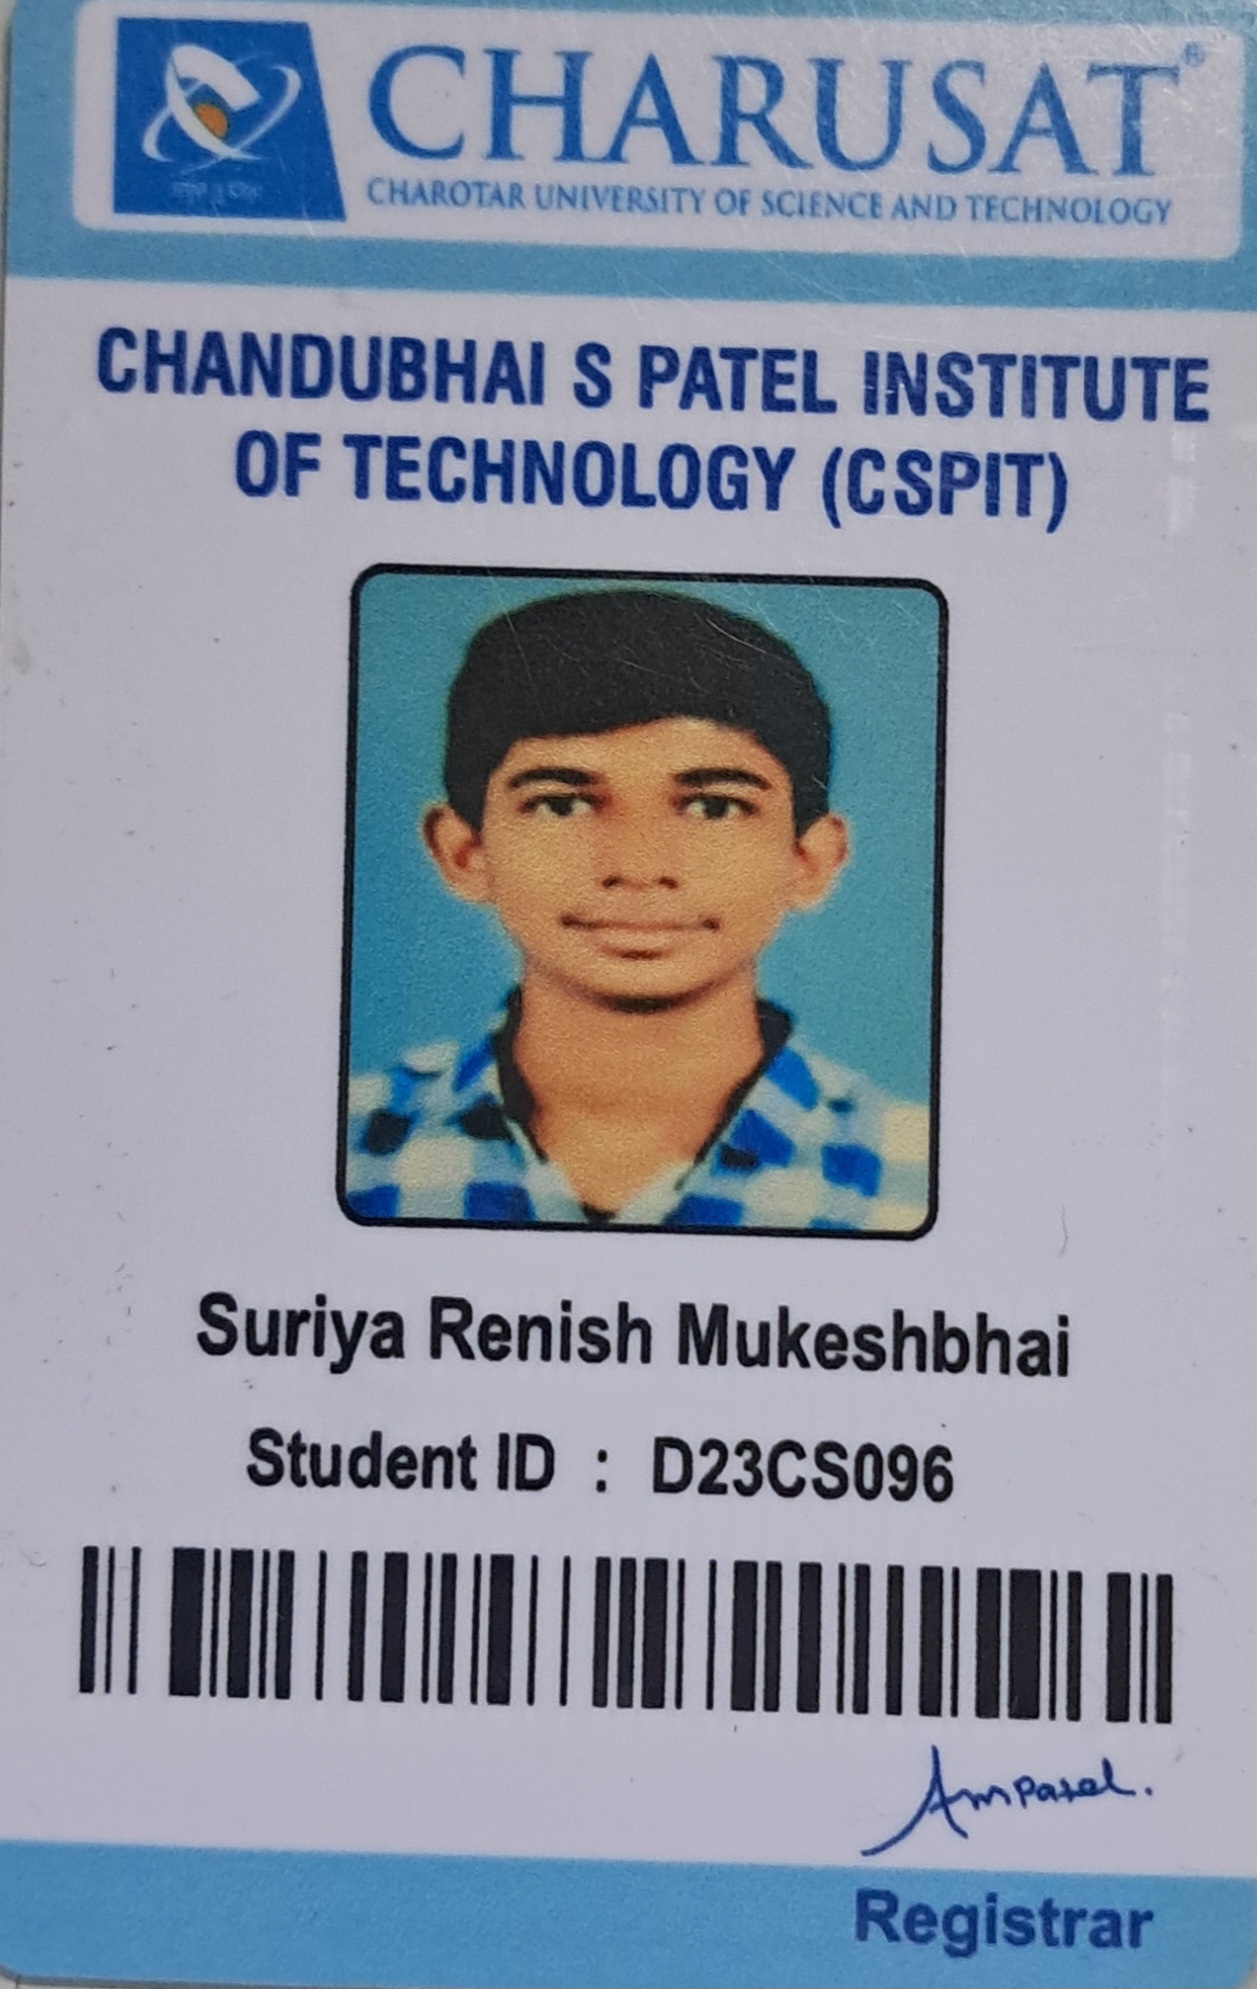 CHARUSAT®
CHAROTAR UNIVERSITY OF SCIENCE AND TECHNOLOGY
CHANDUBHAI S PATEL INSTITUTE
OF TECHNOLOGY (CSPIT)
Suriya Renish Mukeshbhai
Student ID : D23CS096
Ampatel.
Registrar